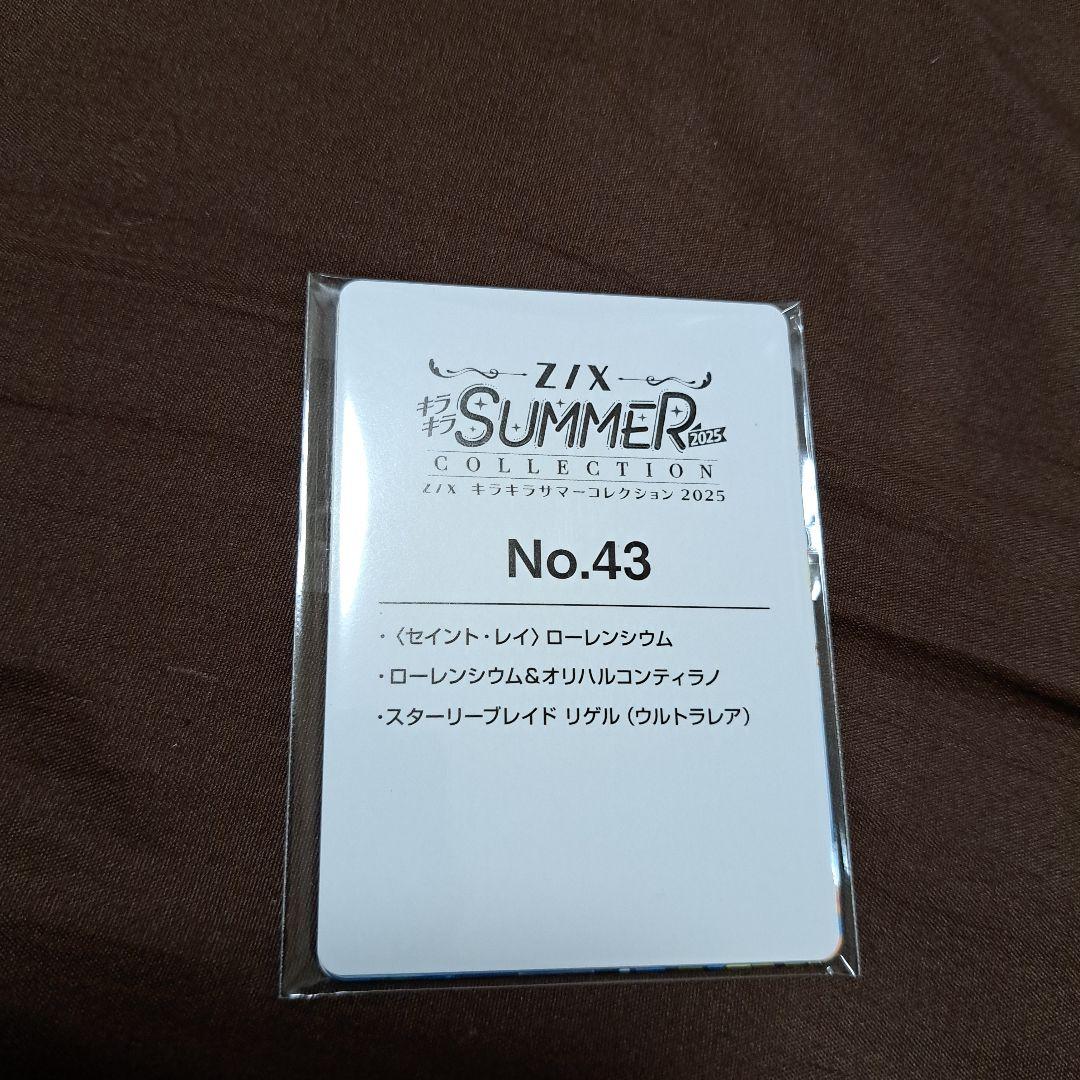 Z/X
キラキラ SUMMER 2025
COLLECTION
Z/X キラキラサマーコレクション 2025
No.43
・〈セイント・レイ〉ローレンシウム
・ローレンシウム&オリハルコンティラノ
・スターリーブレイド リゲル（ウルトラレア）